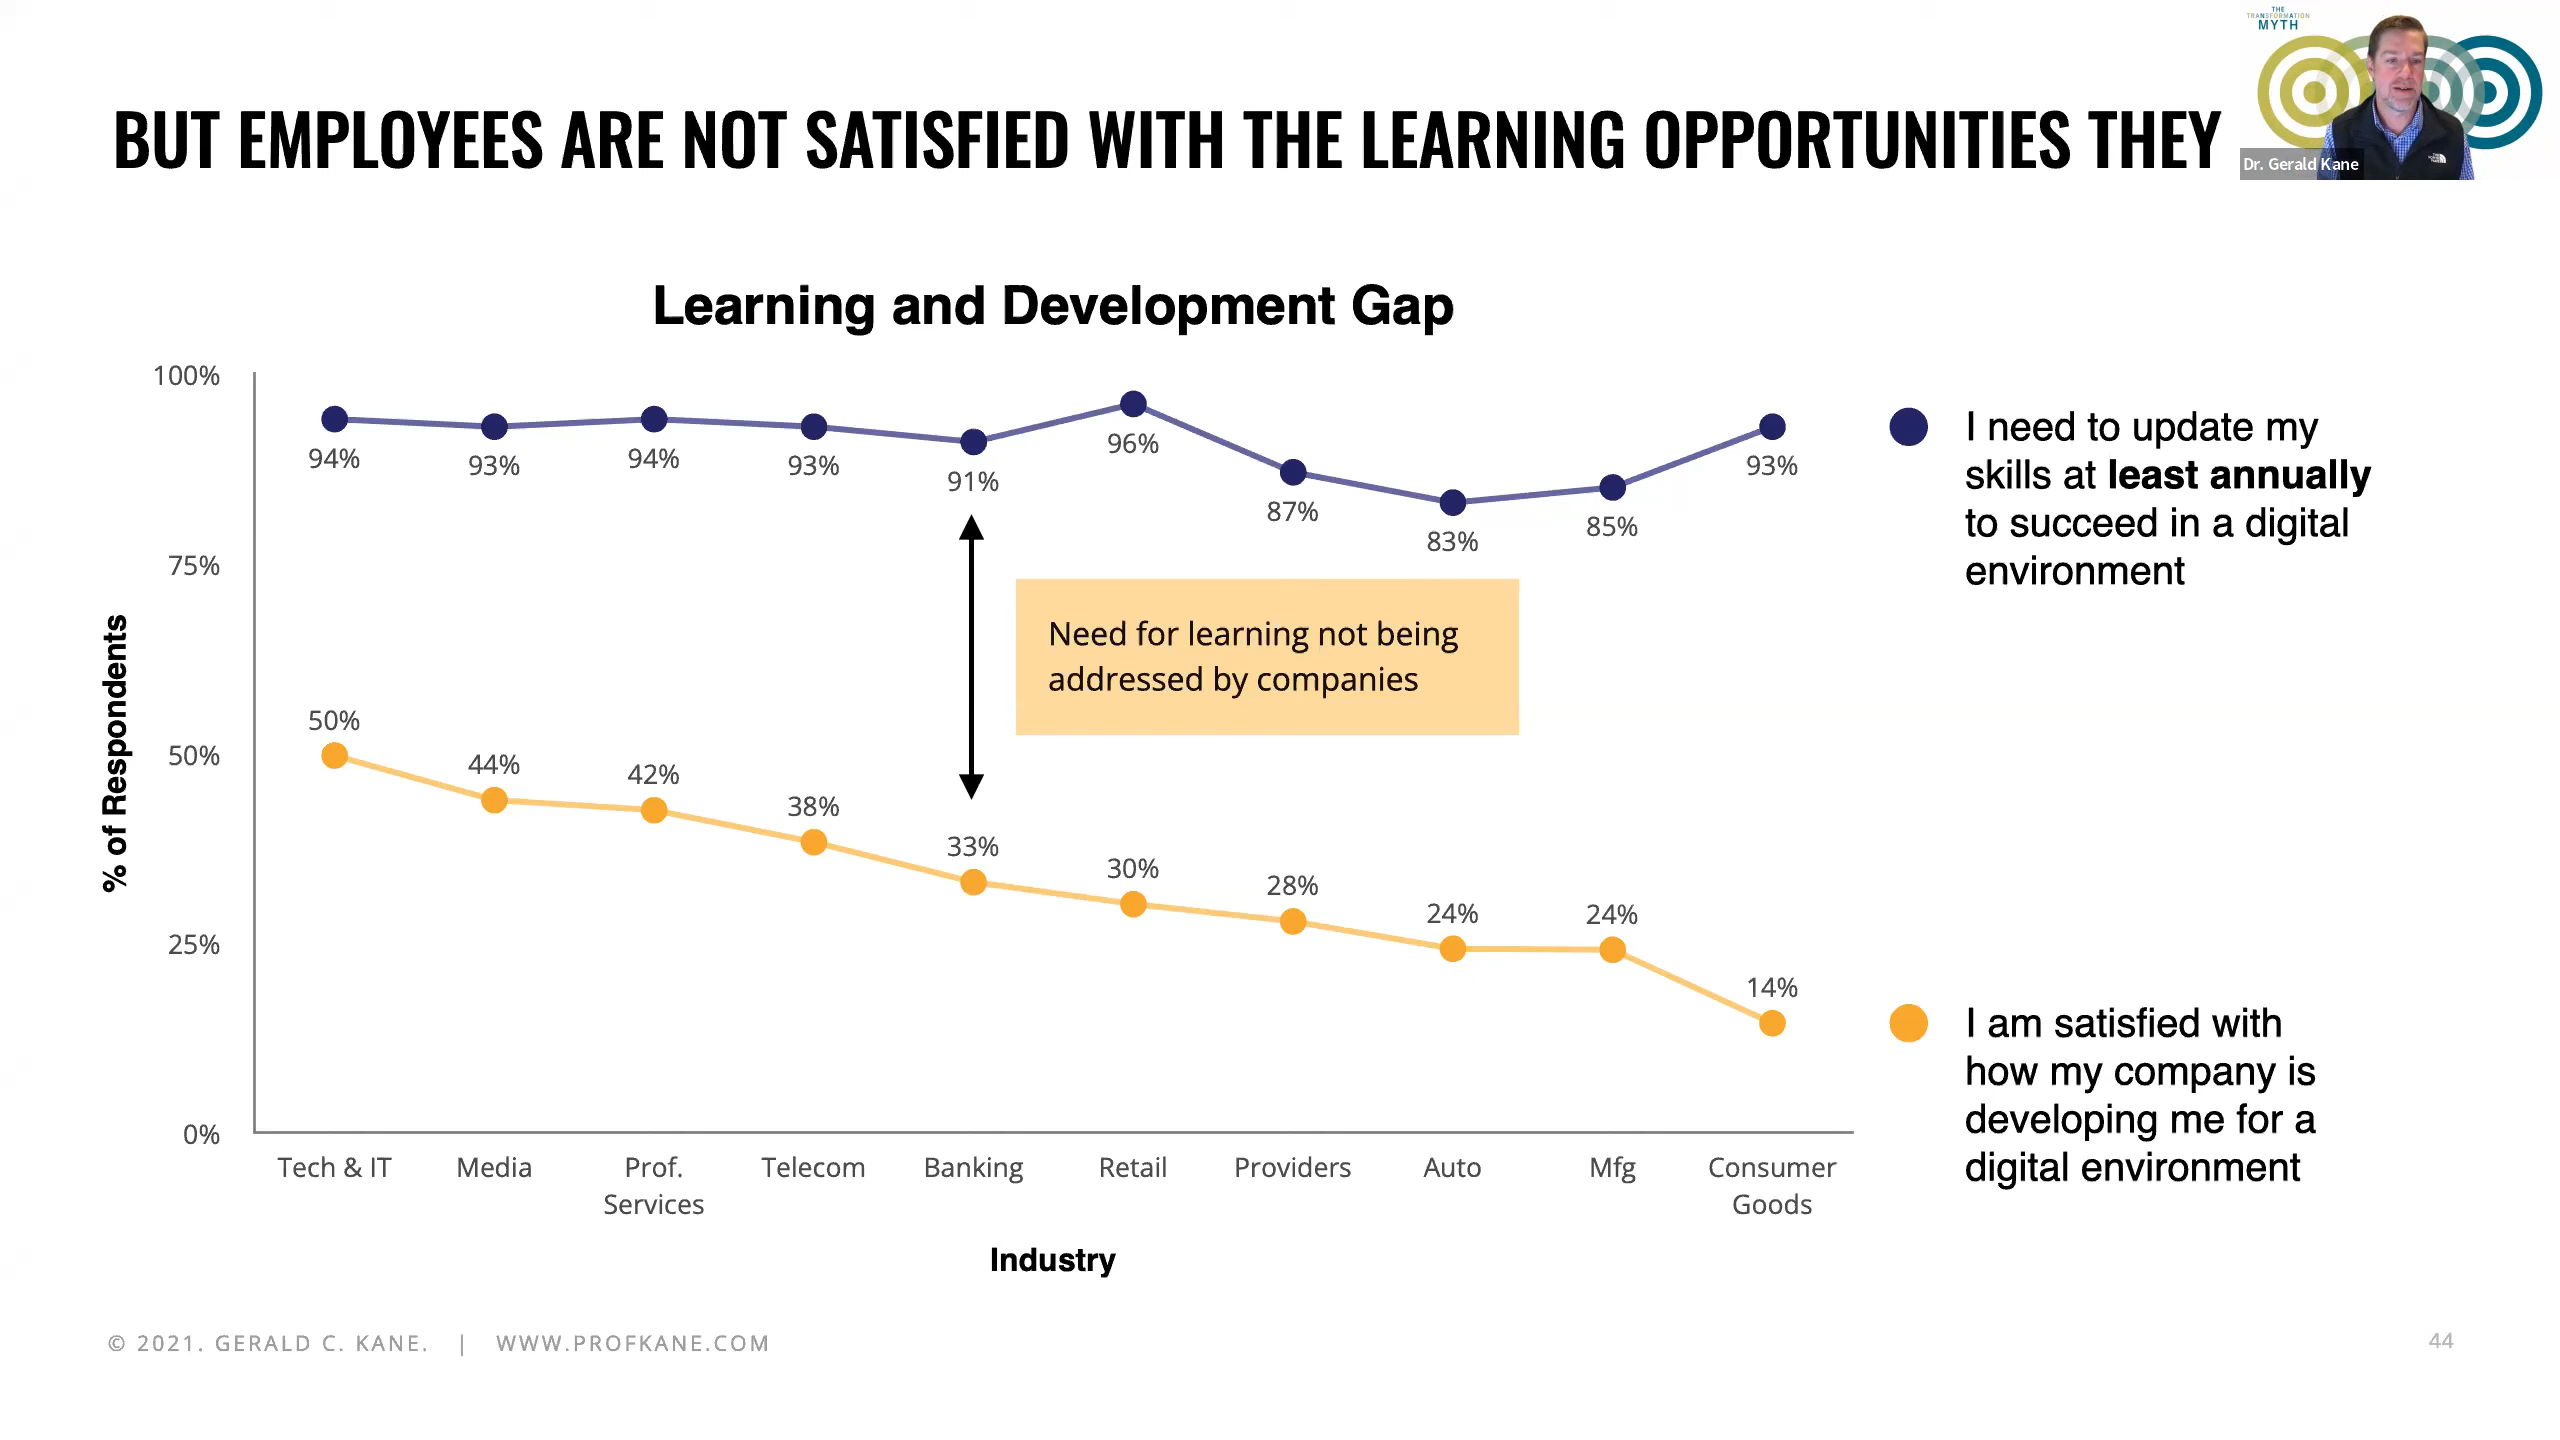 THE
TRANSFORMATION
MYTH
BUT EMPLOYEES ARE NOT SATISFIED WITH THE LEARNING OPPORTUNITIES THEY
Dr. Gerald Kane
Learning and Development Gap
100%
75%
50%
25%
0%
% of Respondents
94%
93%
94%
93%
91%
96%
87%
83%
85%
93%
Need for learning not being
addressed by companies
50%
44%
42%
38%
33%
30%
28%
24%
24%
14%
Tech & IT
Media
Prof.
Services
Telecom
Banking
Retail
Providers
Auto
Mfg
Consumer
Goods
Industry
I need to update my
skills at least annually
to succeed in a digital
environment
I am satisfied with
how my company is
developing me for a
digital environment
© 2021. GERALD C. KANE. | WWW.PROFKANE.COM
44